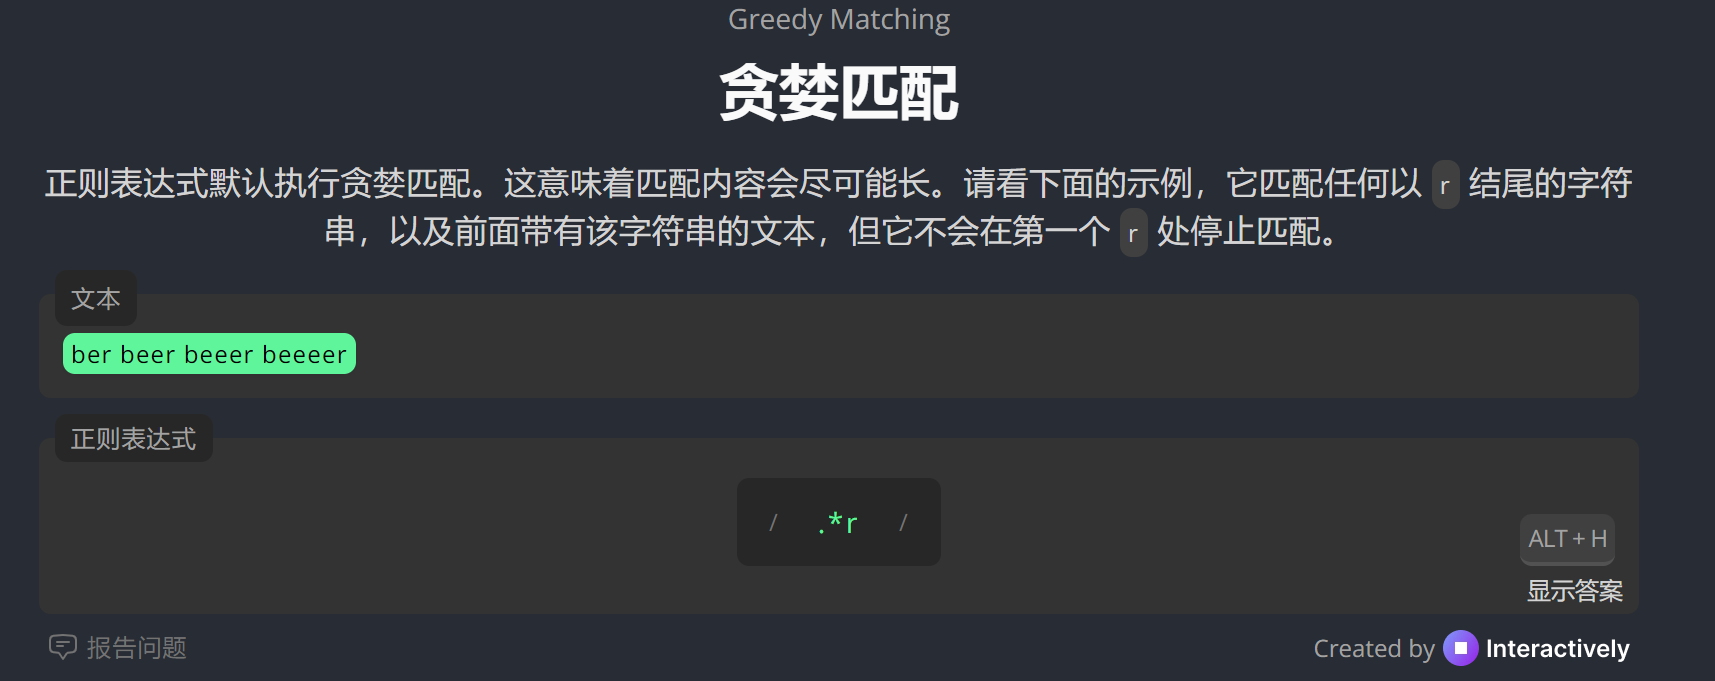 Greedy Matching
贪婪匹配
正则表达式默认执行贪婪匹配。这意味着匹配内容会尽可能长。请看下面的示例，它匹配任何以 r 结尾的字符
串，以及前面带有该字符串的文本，但它不会在第一个 r 处停止匹配。
文本
ber beer beeer beeeer
正则表达式
/ .*r /
ALT + H
显示答案
报告问题
Created by Interactively